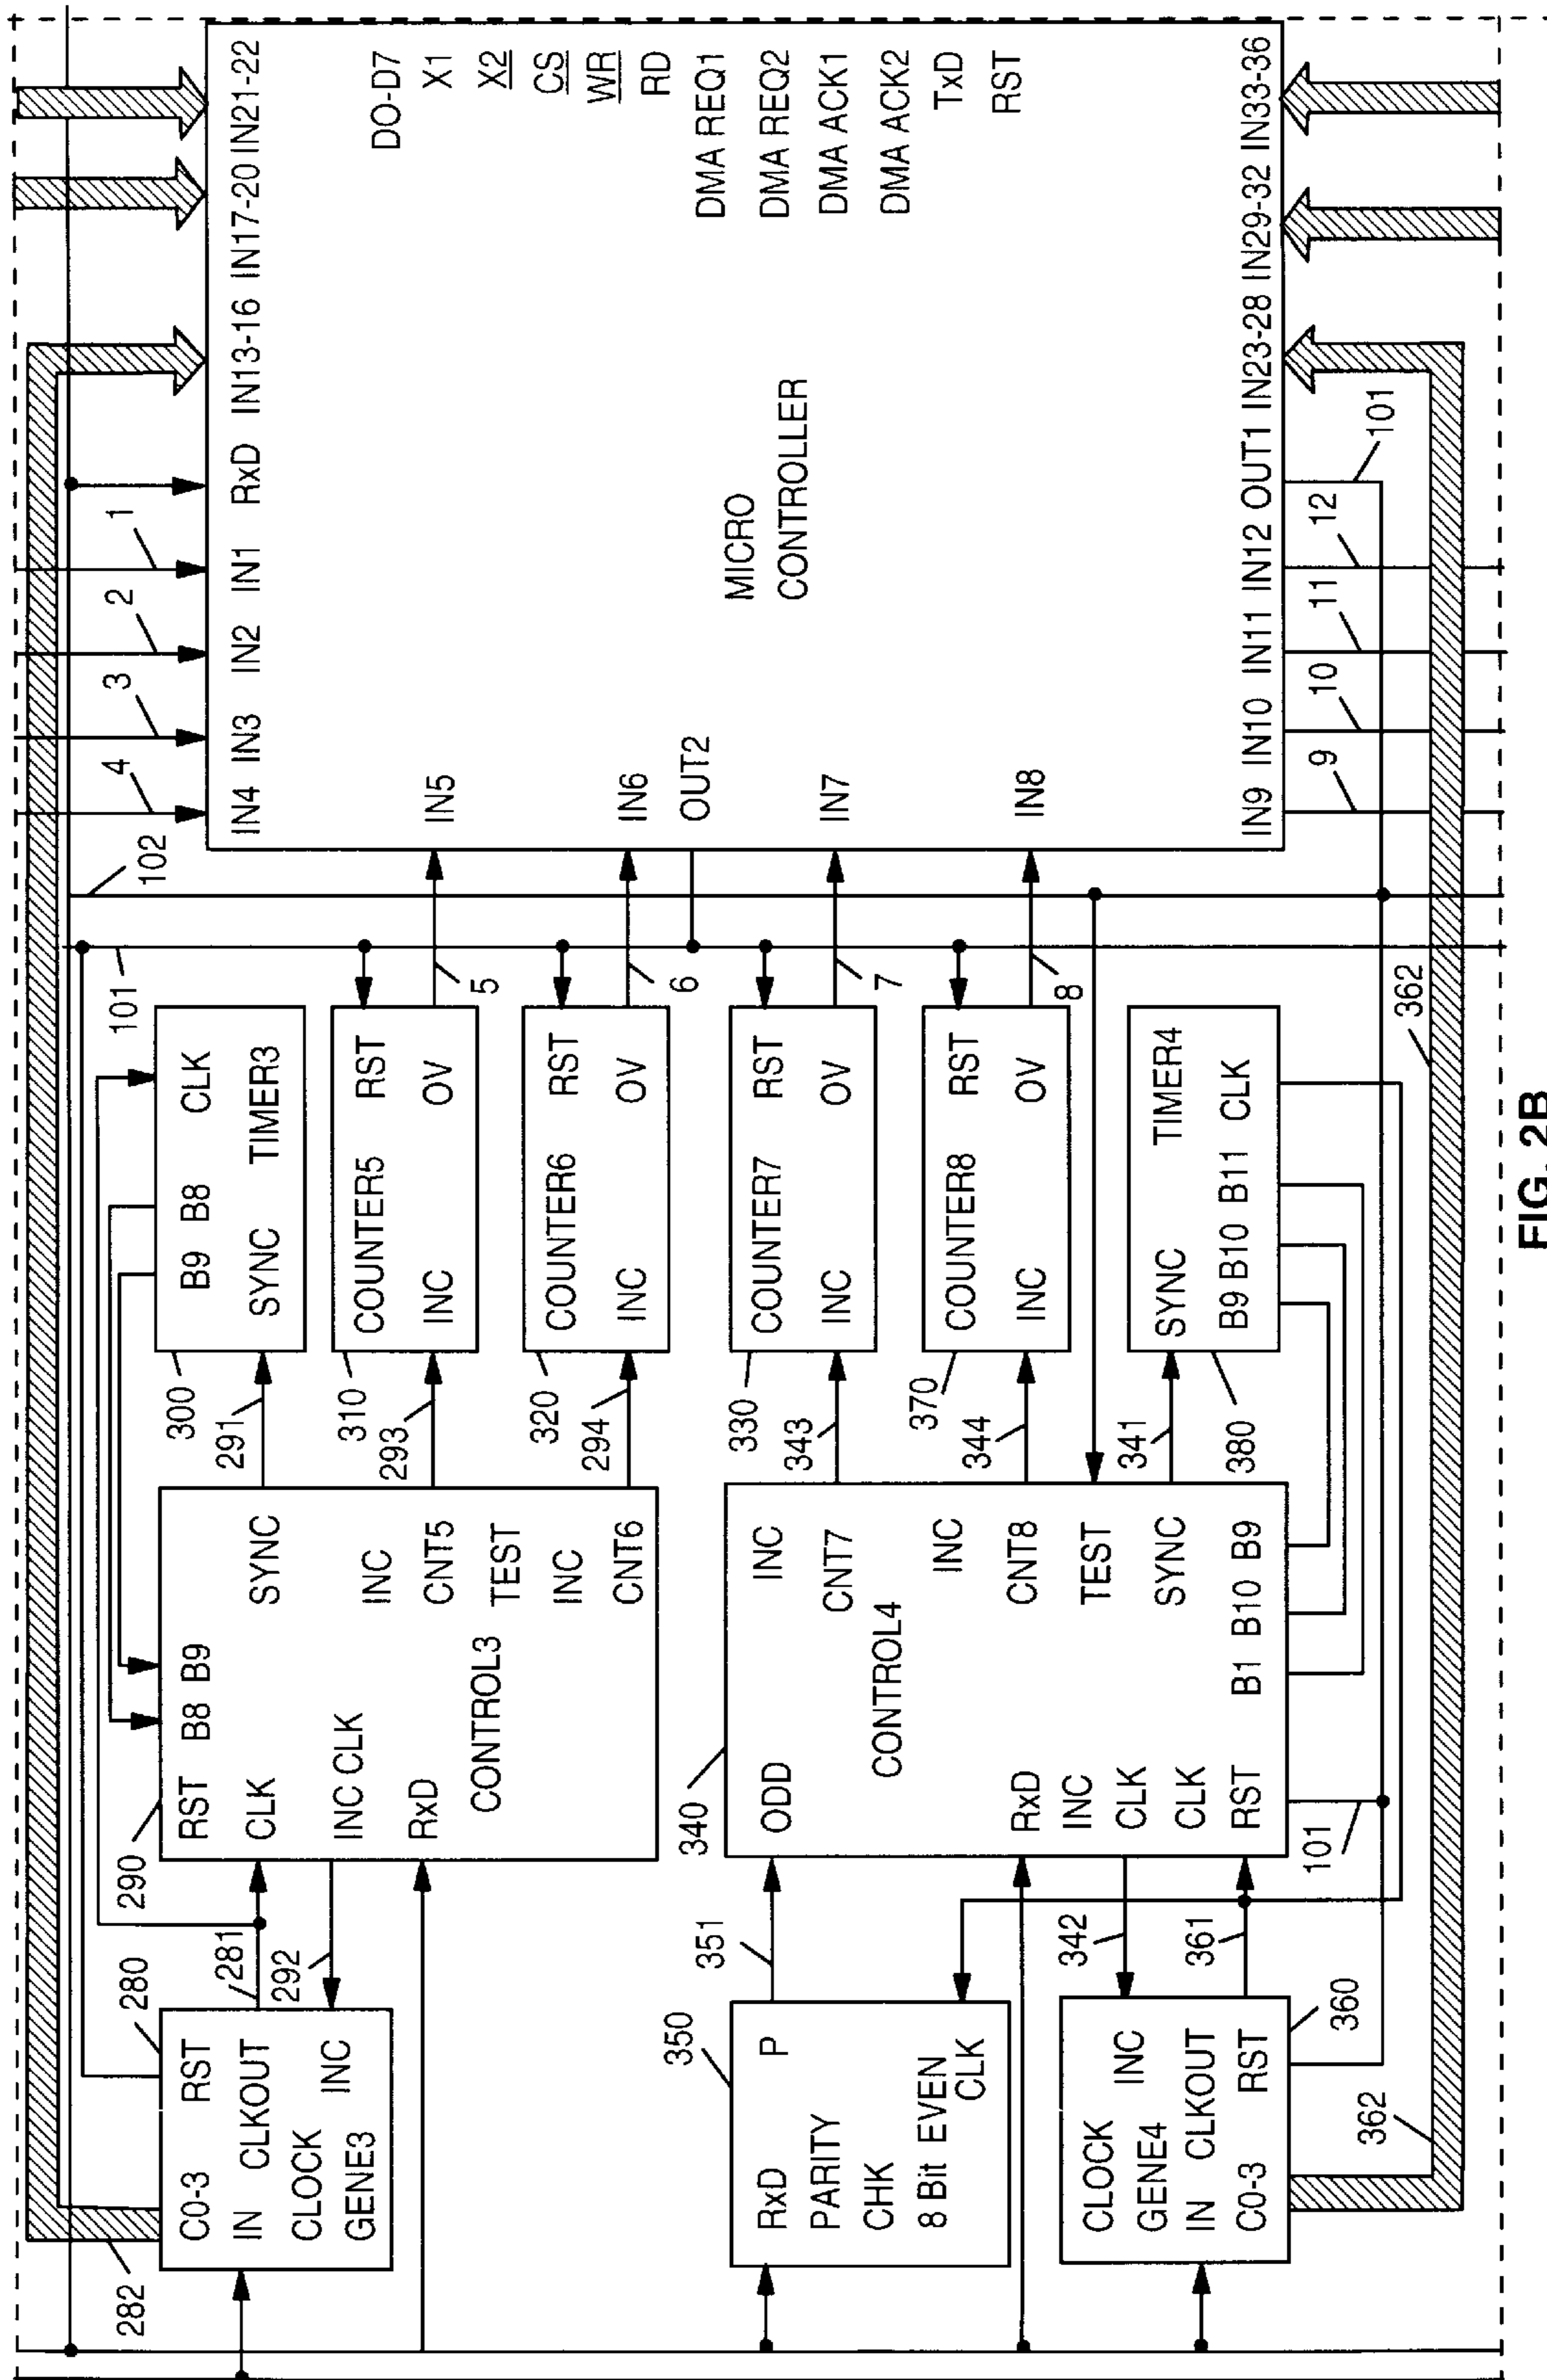 282
C0-3 RST
IN CLKOUT
CLOCK
GENE3 INC
280
281
292
290
RST B8 B9
CLK SYNC
INC CLK INC
RxD CNT5
CONTROL3 TEST
INC
CNT6
291
293
294
300
B9 B8 CLK
SYNC TIMER3
310
COUNTER5 RST
INC OV
320
COUNTER6 RST
INC OV
101
102
5
6
4
3
2
1
IN4 IN3 IN2 IN1 RxD IN13-16 IN17-20 IN21-22
IN5
IN6
OUT2
IN7
IN8
MICRO
CONTROLLER
DO-D7
X1
X2
CS
WR
RD
DMA REQ1
DMA REQ2
DMA ACK1
DMA ACK2
TxD
RST
IN9 IN10 IN11 IN12 OUT1 IN23-28 IN29-32 IN33-36
9
10
11
12
101
350
RxD P
PARITY
CHK
8 Bit EVEN
CLK
351
340
ODD INC
CNT7
CONTROL4
INC
RxD CNT8
INC
CLK TEST
CLK SYNC
RST B1 B10 B9
343
344
341
330
COUNTER7 RST
INC OV
7
370
COUNTER8 RST
INC OV
8
380
SYNC TIMER4
B9 B10 B11 CLK
342
361
360
CLOCK
GENE4 INC
IN CLKOUT
C0-3 RST
101
362
362
FIG. 2B